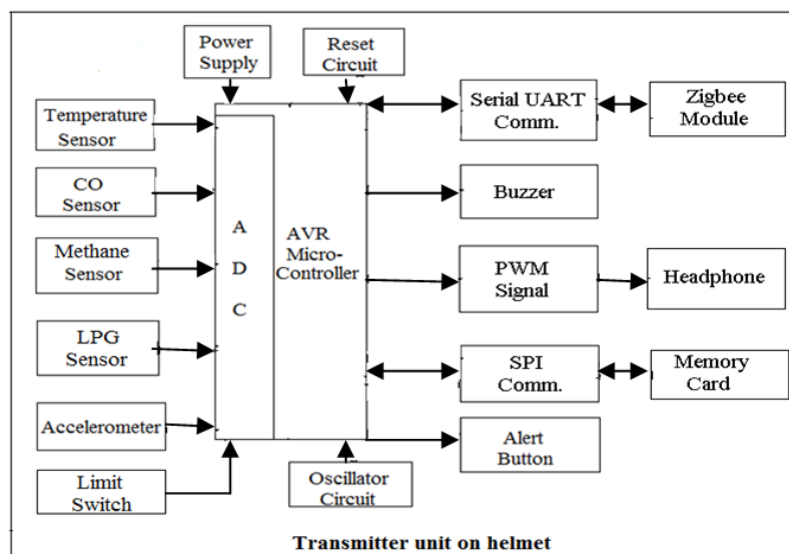 Power
Supply
Reset
Circuit
Temperature
Sensor
CO
Sensor
Methane
Sensor
LPG
Sensor
Accelerometer
Limit
Switch
A
D
C
AVR
Micro-
Controller
Oscillator
Circuit
Serial UART
Comm.
Zigbee
Module
Buzzer
PWM
Signal
Headphone
SPI
Comm.
Memory
Card
Alert
Button
Transmitter unit on helmet